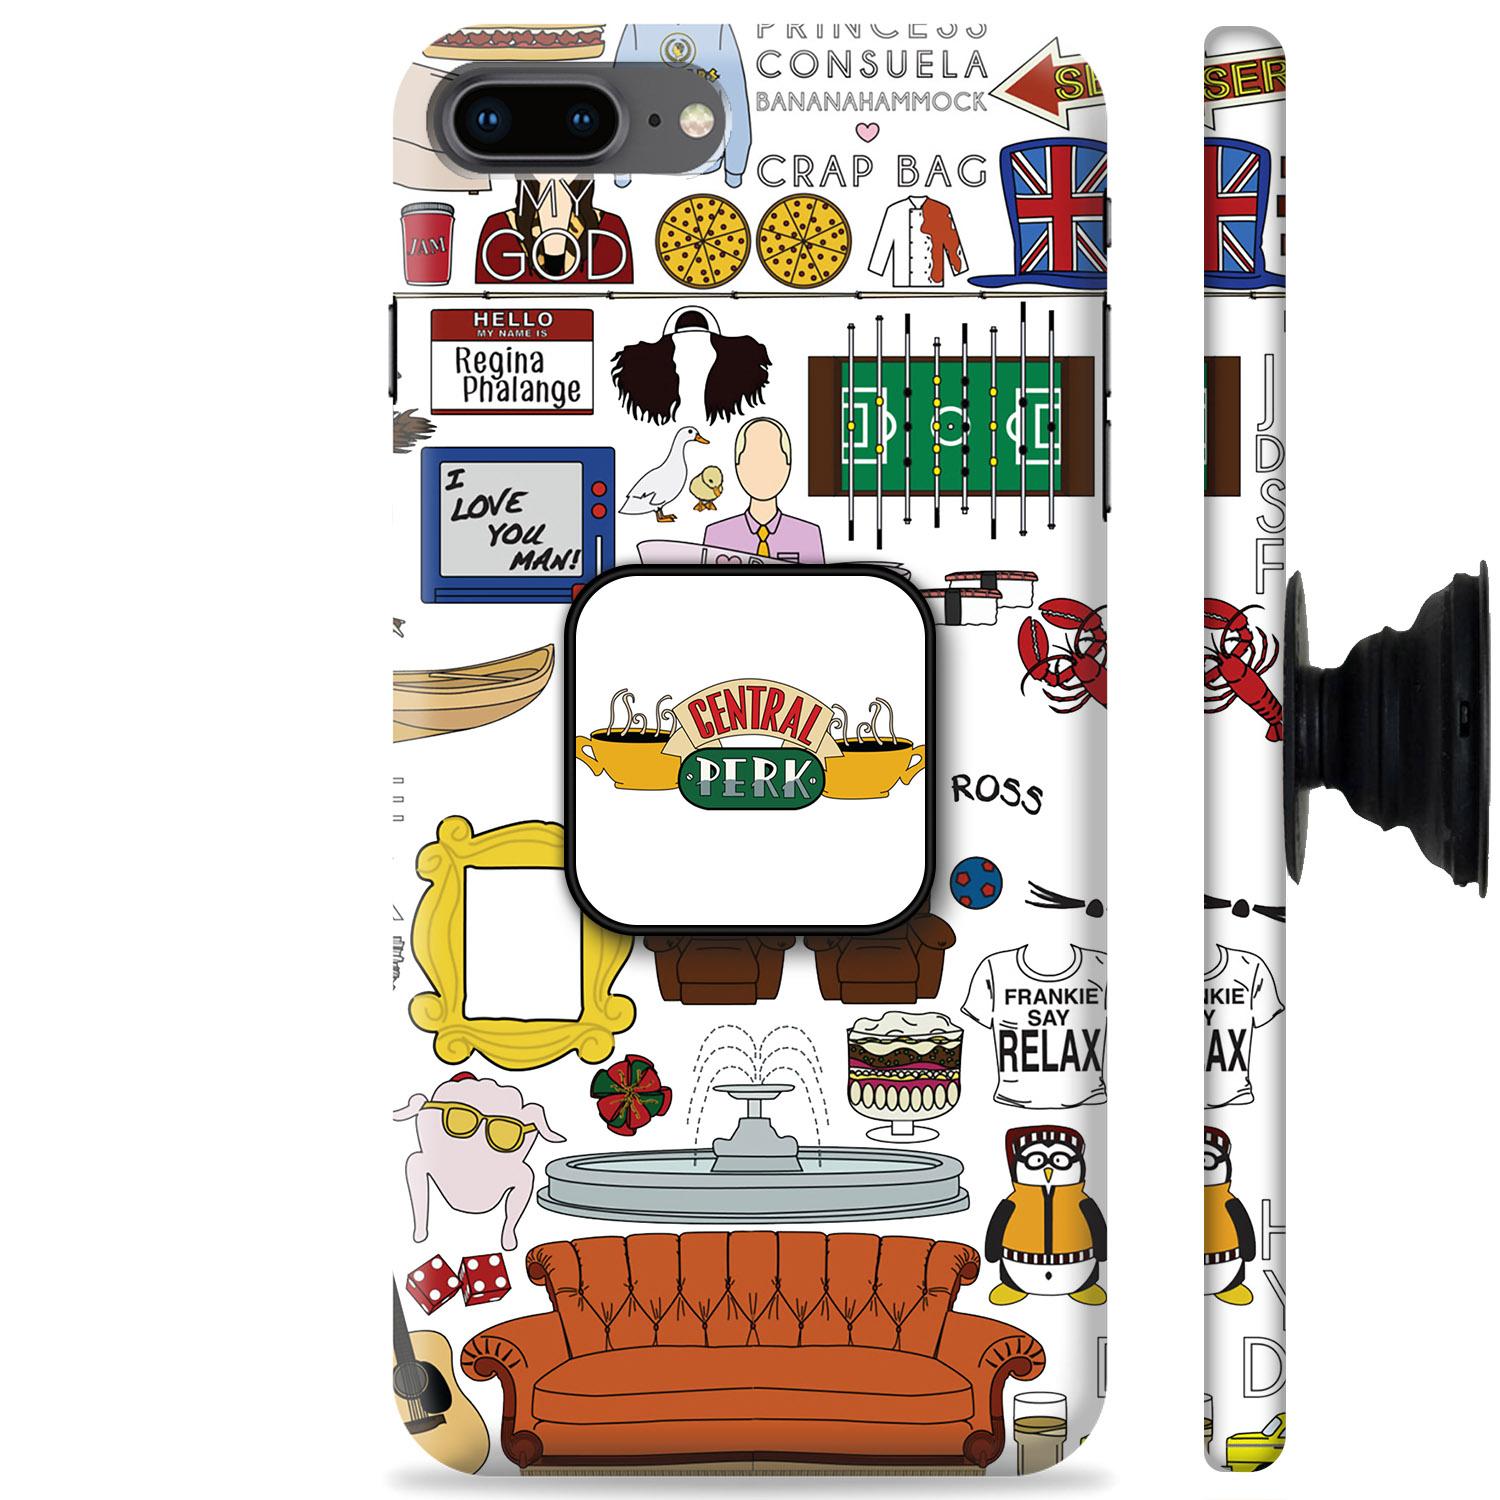 PRINCESS
CONSUELA
BANANAHAMMOCK
CRAP BAG
MY
GOD
JAM
HELLO
MY NAME IS
Regina
Phalange
I
LOVE
YOU
MAN!
CENTRAL
PERK
ROSS
FRANKIE
SAY
RELAX